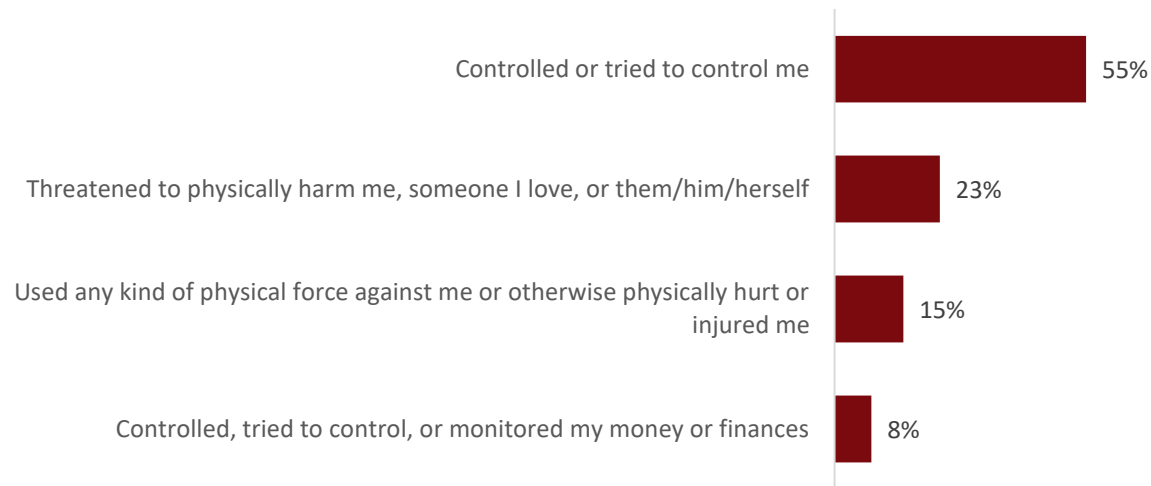 Controlled or tried to control me
55%
Threatened to physically harm me, someone I love, or them/him/herself
23%
Used any kind of physical force against me or otherwise physically hurt or
injured me
15%
Controlled, tried to control, or monitored my money or finances
8%